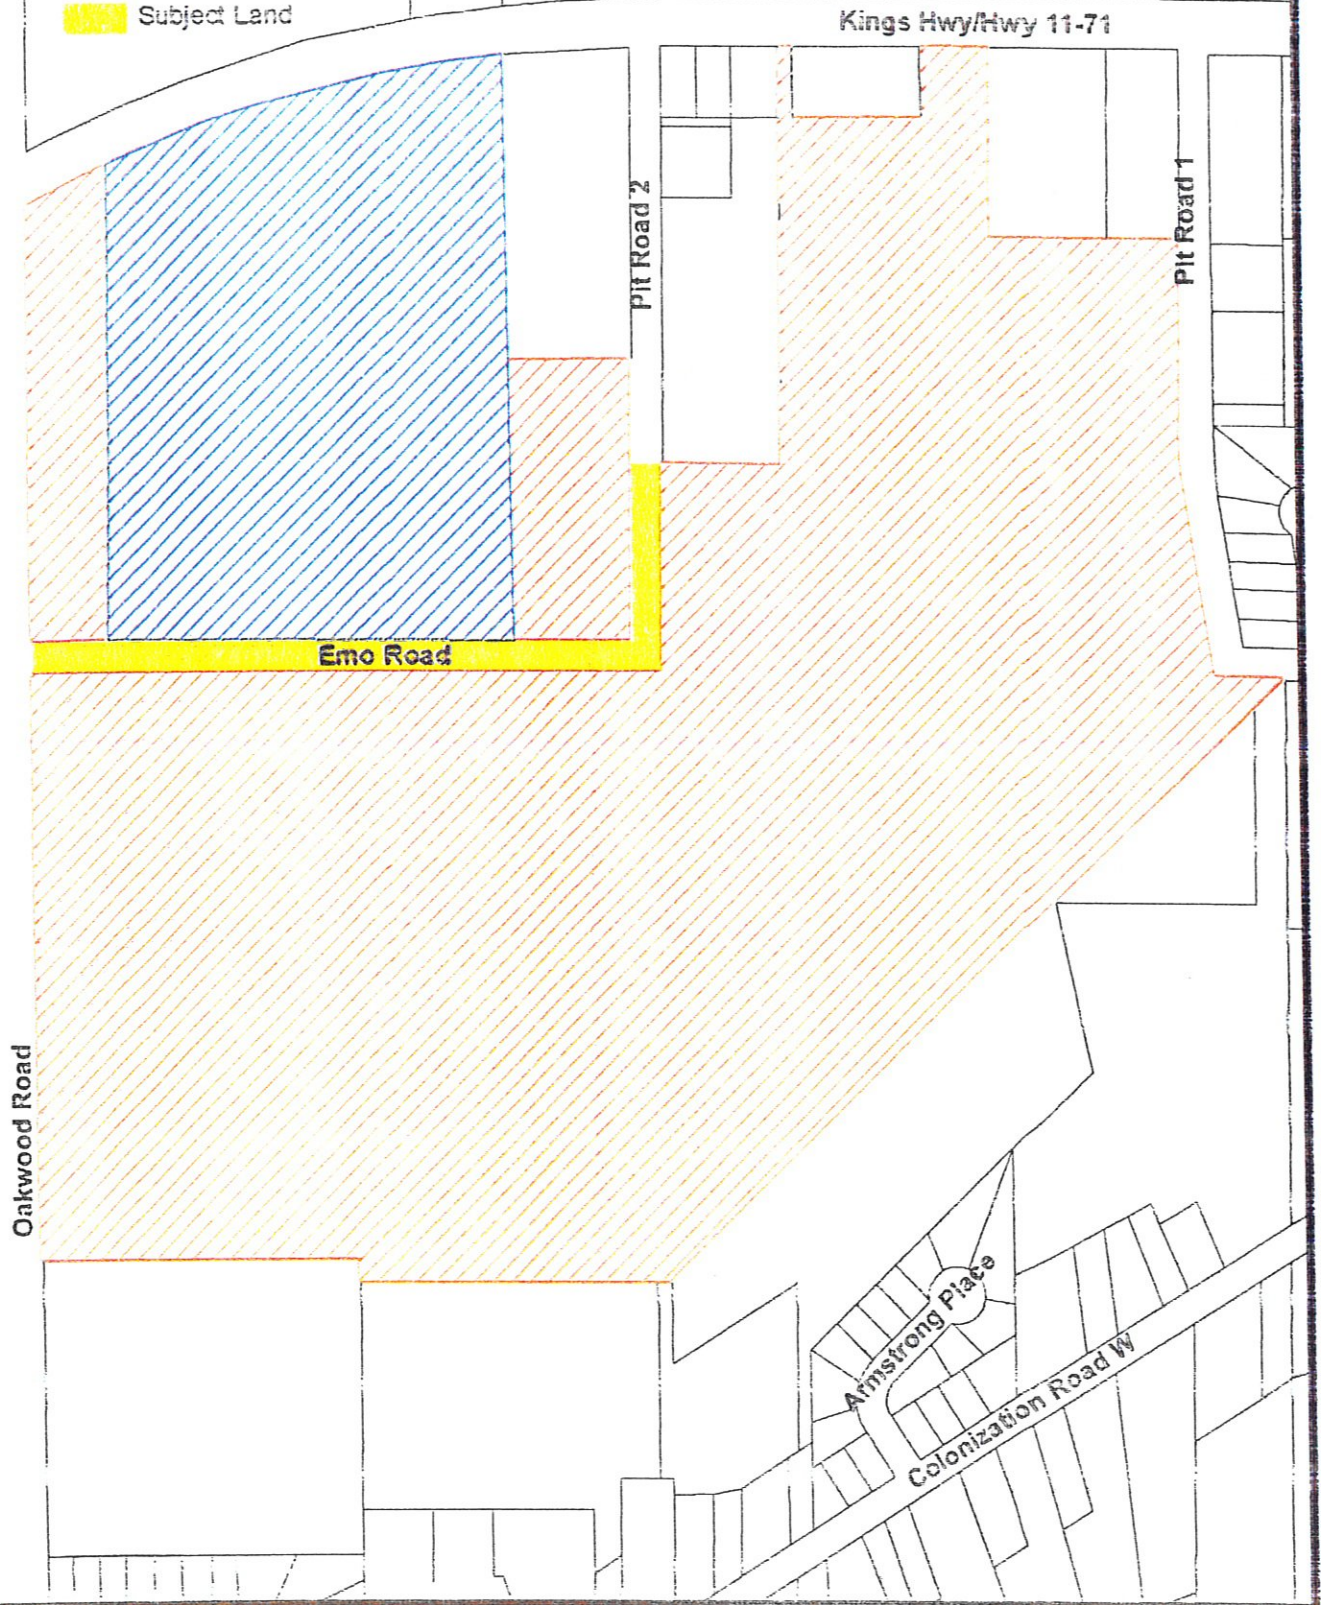 Subject Land
Kings Hwy/Hwy 11-71
Pit Road 2
Pit Road 1
Emo Road
Oakwood Road
Armstrong Place
Colonization Road W